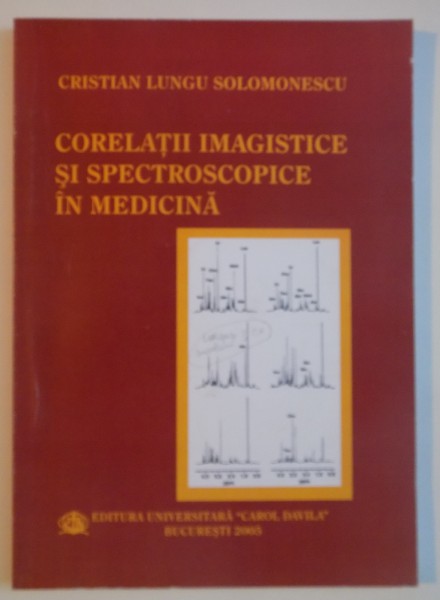 CRISTIAN LUNGU SOLOMONESCU
CORELAȚII IMAGISTICE
ȘI SPECTROSCOPICE
ÎN MEDICINĂ
EDITURA UNIVERSITARĂ "CAROL DAVILA"
BUCUREȘTI 2005